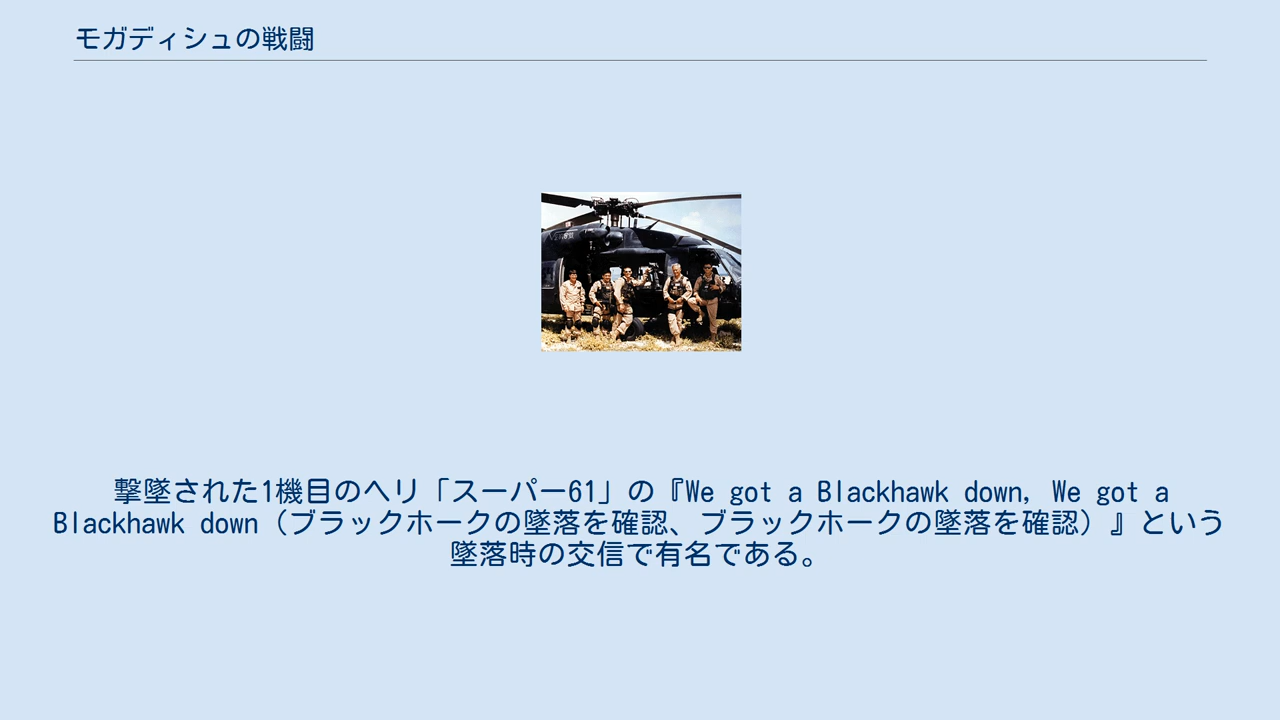 モガディシュの戦闘
撃墜された1機目のヘリ「スーパー61」の『We got a Blackhawk down, We got a
Blackhawk down（ブラックホークの墜落を確認、ブラックホークの墜落を確認）』という
墜落時の交信で有名である。